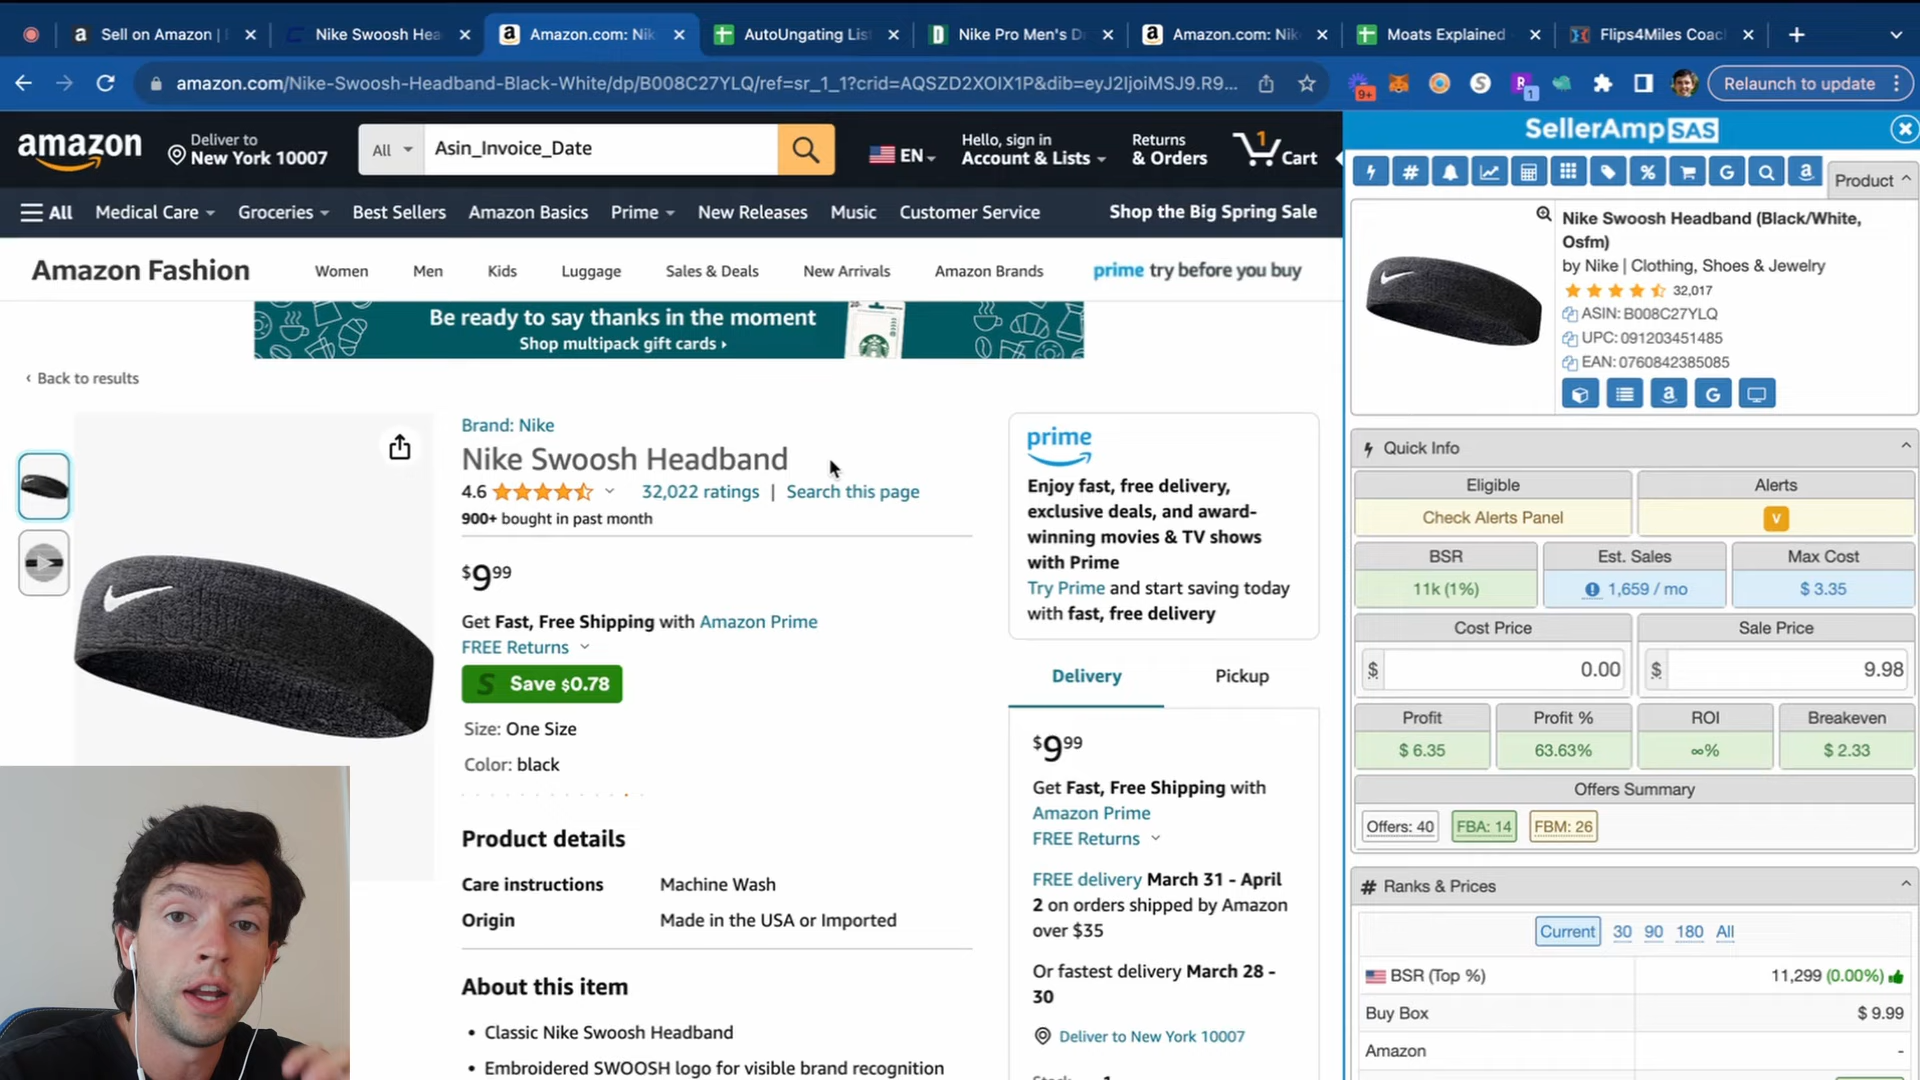 Sell on Amazon |
Nike Swoosh Hea
Amazon.com: Nik
AutoUngating Lis
Nike Pro Men's D
Amazon.com: Nik
Moats Explained
Flips4Miles Coac
amazon.com/Nike-Swoosh-Headband-Black-White/dp/B008C27YLQ/ref=sr_1_1?crid=AQSZD2XOIX1P&dib=eyJ2IjoiMSJ9.R9...
9+
1
Relaunch to update
amazon
Deliver to
New York 10007
All
Asin_Invoice_Date
EN
Hello, sign in
Account & Lists
Returns
& Orders
1
Cart
All
Medical Care
Groceries
Best Sellers
Amazon Basics
Prime
New Releases
Music
Customer Service
Shop the Big Spring Sale
Amazon Fashion
Women
Men
Kids
Luggage
Sales & Deals
New Arrivals
Amazon Brands
prime try before you buy
Be ready to say thanks in the moment
Shop multipack gift cards ›
‹ Back to results
Brand: Nike
Nike Swoosh Headband
4.6
32,022 ratings | Search this page
900+ bought in past month
$9.99
Get Fast, Free Shipping with Amazon Prime
FREE Returns
S Save $0.78
Size: One Size
Color: black
Product details
Care instructions Machine Wash
Origin Made in the USA or Imported
About this item
• Classic Nike Swoosh Headband
• Embroidered SWOOSH logo for visible brand recognition
prime
Enjoy fast, free delivery,
exclusive deals, and award-
winning movies & TV shows
with Prime
Try Prime and start saving today
with fast, free delivery
Delivery
Pickup
$9.99
Get Fast, Free Shipping with
Amazon Prime
FREE Returns
FREE delivery March 31 - April
2 on orders shipped by Amazon
over $35
Or fastest delivery March 28 -
30
Deliver to New York 10007
SellerAmp SAS
Product
Nike Swoosh Headband (Black/White,
Osfm)
by Nike | Clothing, Shoes & Jewelry
32,017
ASIN: B008C27YLQ
UPC: 091203451485
EAN: 0760842385085
Quick Info
Eligible
Alerts
Check Alerts Panel
V
BSR
Est. Sales
Max Cost
11k (1%)
1,659 / mo
$ 3.35
Cost Price
Sale Price
$ 0.00
$ 9.98
Profit
Profit %
ROI
Breakeven
$ 6.35
63.63%
∞%
$ 2.33
Offers Summary
Offers: 40
FBA: 14
FBM: 26
# Ranks & Prices
Current 30 90 180 All
BSR (Top %) 11,299 (0.00%)
Buy Box $ 9.99
Amazon -